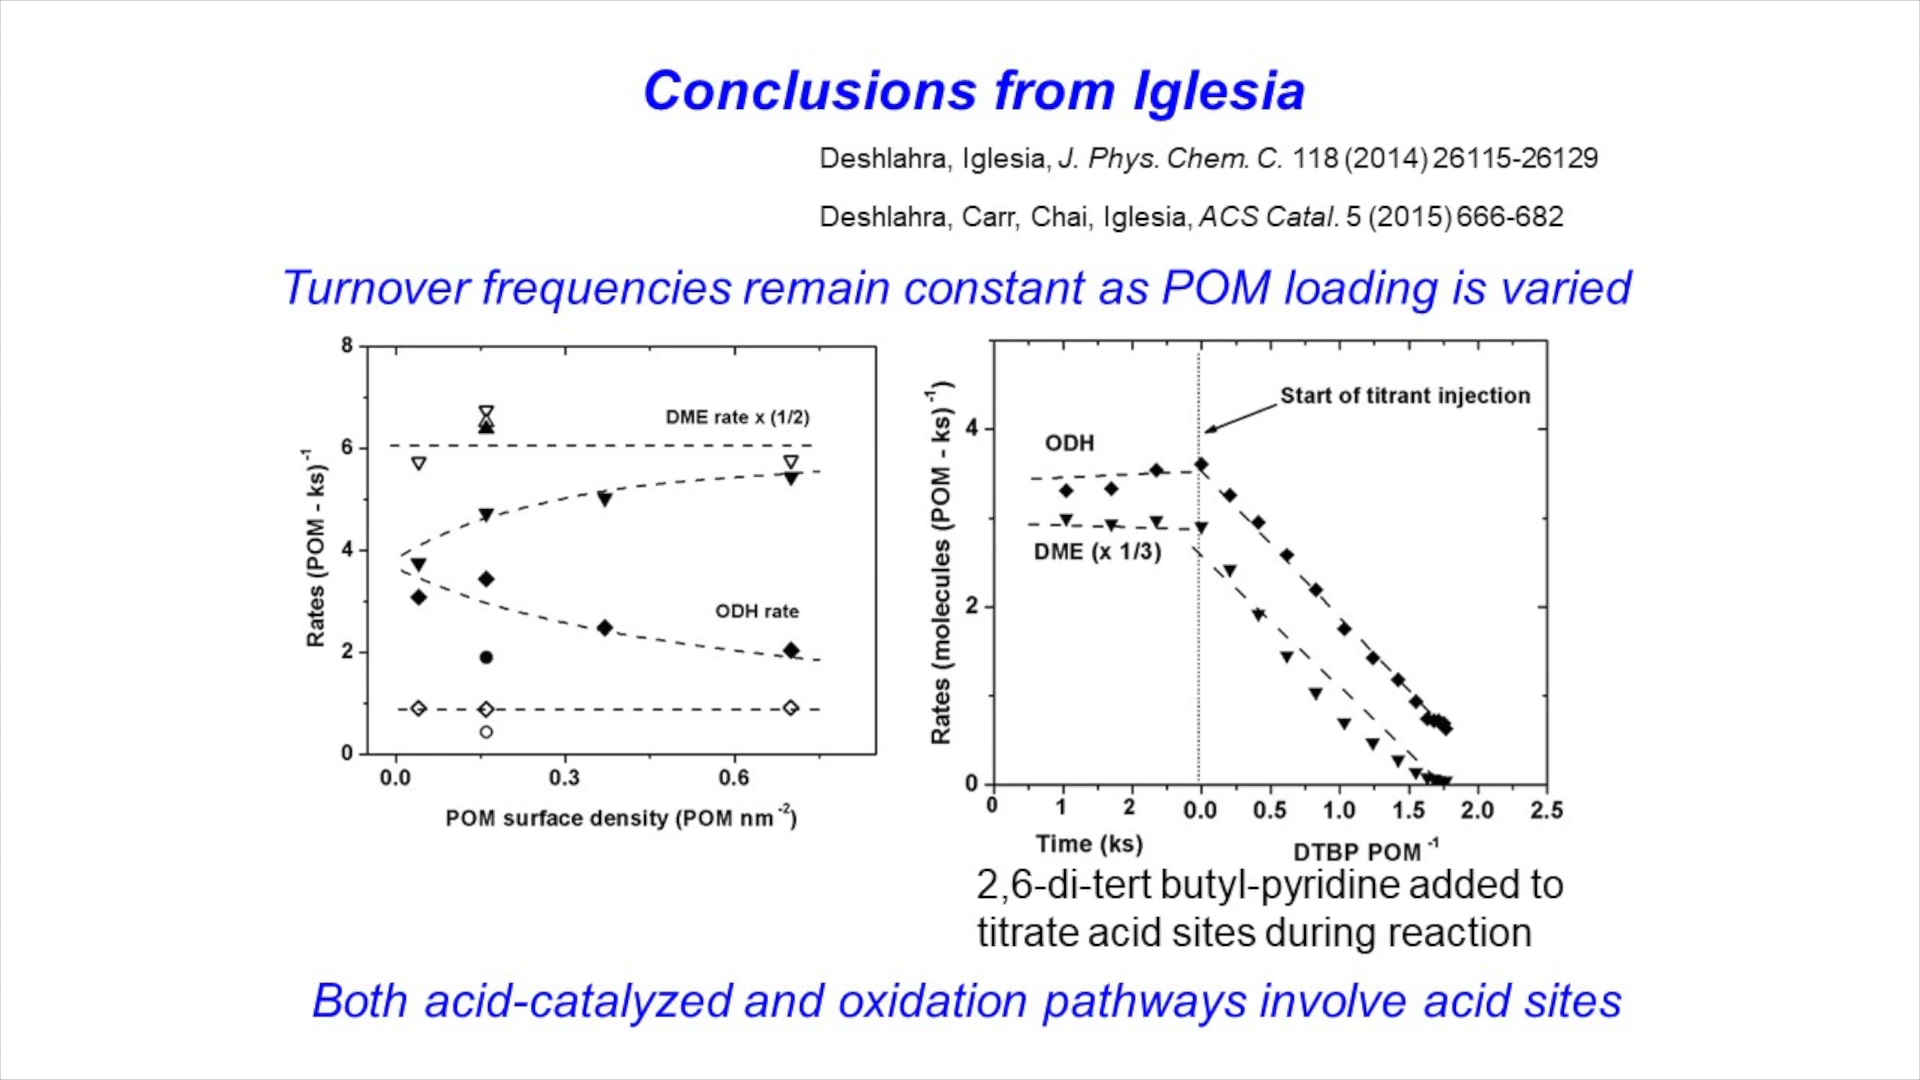 Conclusions from Iglesia
Deshlahra, Iglesia, J. Phys. Chem. C. 118 (2014) 26115-26129
Deshlahra, Carr, Chai, Iglesia, ACS Catal. 5 (2015) 666-682
Turnover frequencies remain constant as POM loading is varied
8
6
4
2
0
Rates (POM - ks)⁻¹
DME rate x (1/2)
ODH rate
0.0
0.3
0.6
POM surface density (POM nm⁻²)
4
2
0
Rates (molecules (POM - ks)⁻¹)
Start of titrant injection
ODH
DME (x 1/3)
0 1 2 0.0 0.5 1.0 1.5 2.0 2.5
Time (ks)
DTBP POM⁻¹
2,6-di-tert butyl-pyridine added to
titrate acid sites during reaction
Both acid-catalyzed and oxidation pathways involve acid sites